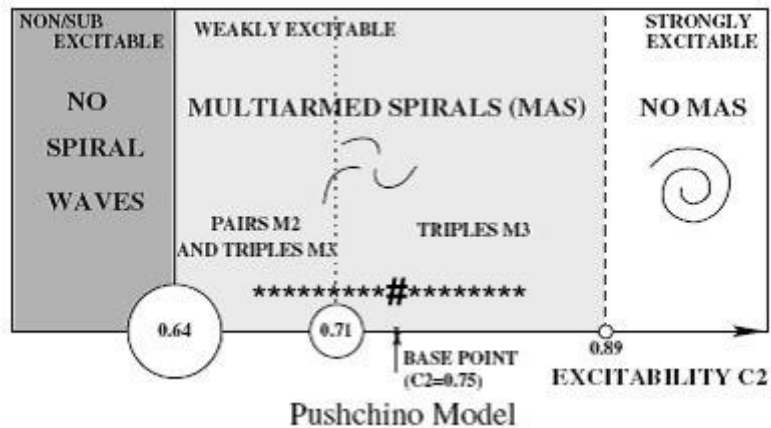 NON/SUB
EXCITABLE
WEAKLY EXCITABLE
STRONGLY
EXCITABLE
NO
SPIRAL
WAVES
MULTIARMED SPIRALS (MAS)
NO MAS
PAIRS M2
AND TRIPLES M3
TRIPLES M3
*********#********
0.64
0.71
0.89
BASE POINT
(C2=0.75)
EXCITABILITY C2
Pushchino Model